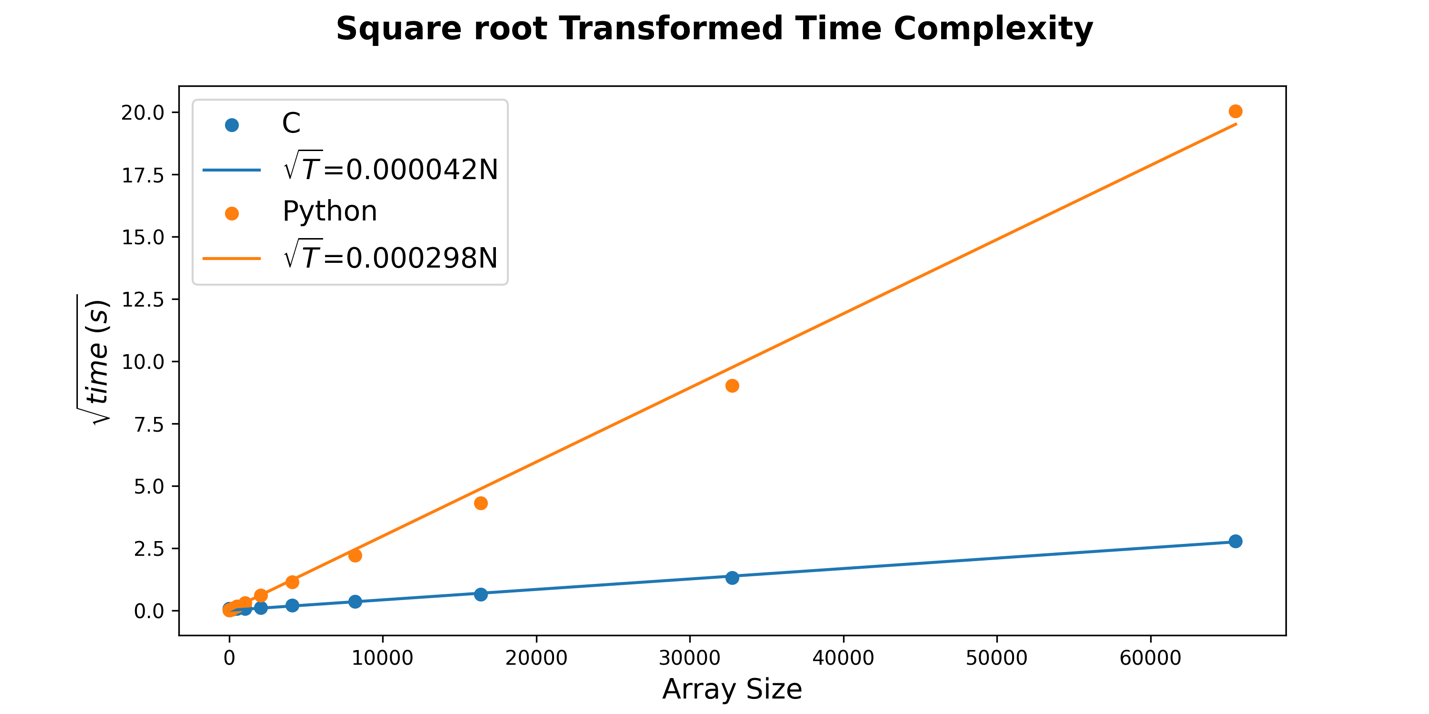 Square root Transformed Time Complexity
C
√T=0.000042N
Python
√T=0.000298N
20.0
17.5
15.0
12.5
10.0
7.5
5.0
2.5
0.0
√time (s)
0 10000 20000 30000 40000 50000 60000
Array Size